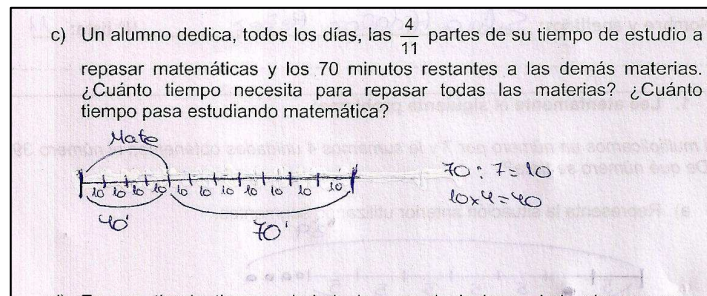 c) Un alumno dedica, todos los días, las 4/11 partes de su tiempo de estudio a
repasar matemáticas y los 70 minutos restantes a las demás materias.
¿Cuánto tiempo necesita para repasar todas las materias? ¿Cuánto
tiempo pasa estudiando matemática?
Mate
10 10 10 10 10 10 10 10 10 10 10
40' 70'
70 : 7 = 10
10 x 4 = 40